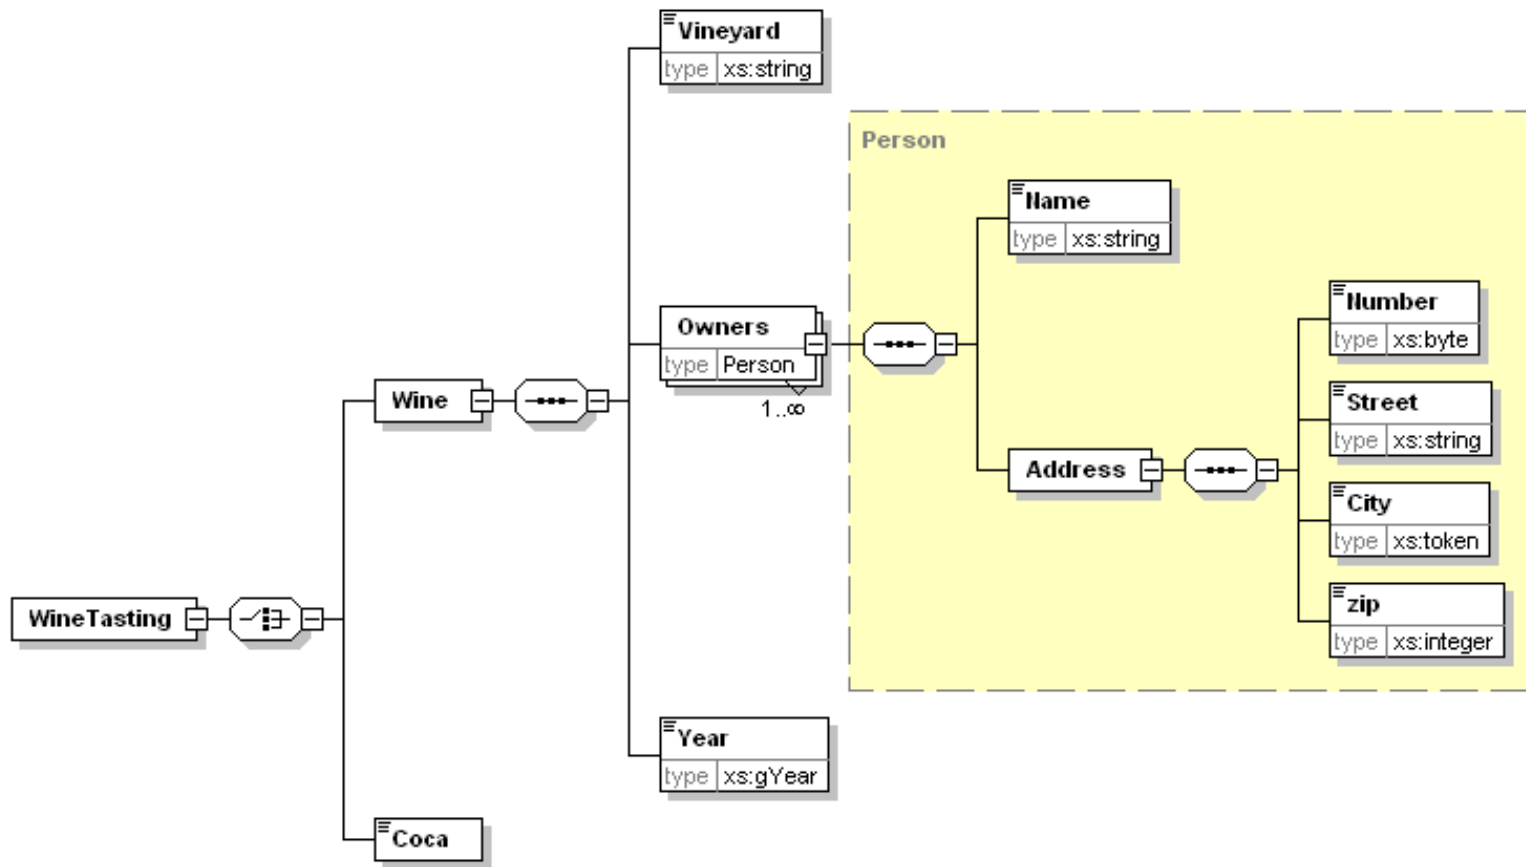 Vineyard
type xs:string
Person
Name
type xs:string
Number
type xs:byte
Owners
type Person
1..∞
Street
type xs:string
Wine
Address
City
type xs:token
WineTasting
zip
type xs:integer
Year
type xs:gYear
Coca